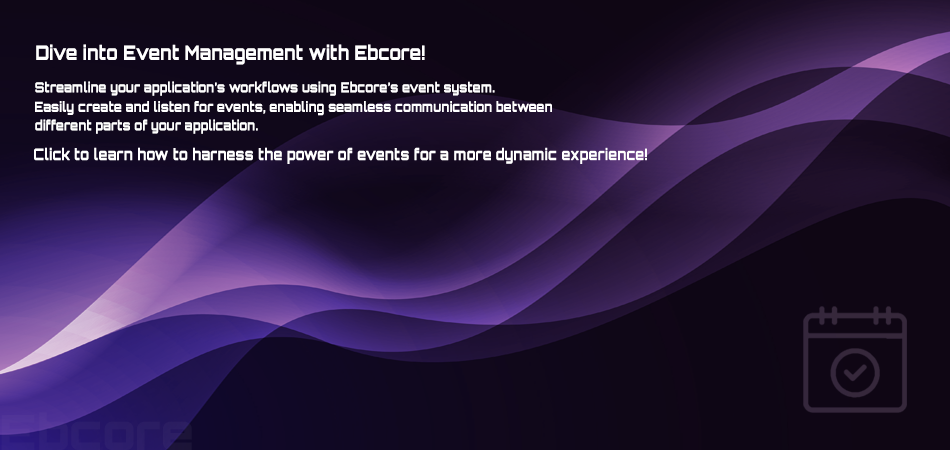 Dive into Event Management with Ebcore!
Streamline your application's workflows using Ebcore's event system.
Easily create and listen for events, enabling seamless communication between
different parts of your application.
Click to learn how to harness the power of events for a more dynamic experience!
Ebcore